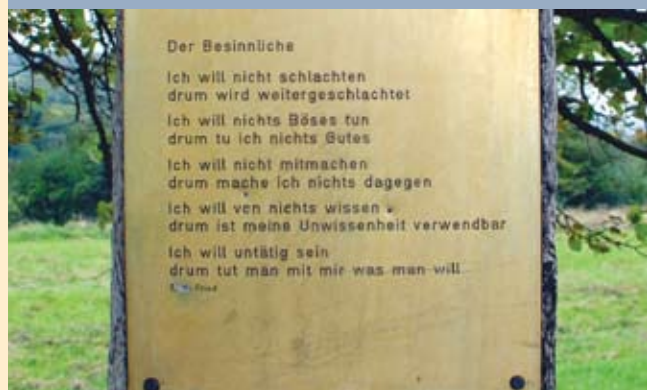 Der Besinnliche
Ich will nicht schlachten
drum wird weitergeschlachtet
Ich will nichts Böses tun
drum tu ich nichts Gutes
Ich will nicht mitmachen
drum mache ich nichts dagegen
Ich will von nichts wissen
drum ist meine Unwissenheit verwendbar
Ich will untätig sein
drum tut man mit mir was man will
Fried